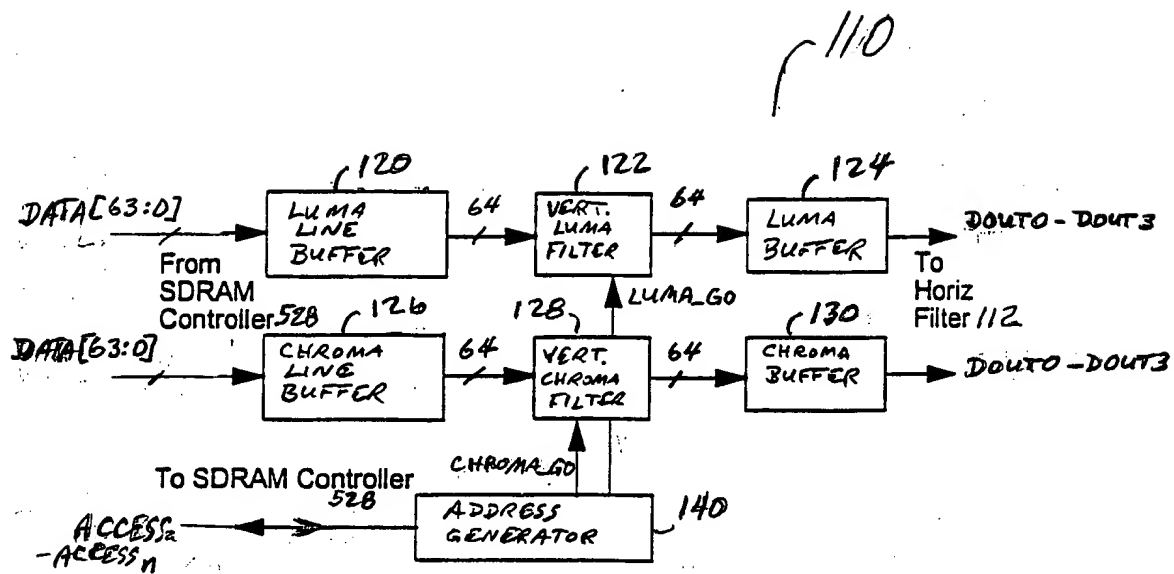 110
120
122
124
DATA[63:0]
LUMA
LINE
BUFFER
64
VERT.
LUMA
FILTER
64
LUMA
BUFFER
DOUT0 - DOUT3
From
SDRAM
Controller 528
To
Horiz
Filter 112
LUMA_GO
126
128
130
DATA[63:0]
CHROMA
LINE
BUFFER
64
VERT.
CHROMA
FILTER
64
CHROMA
BUFFER
DOUT0 - DOUT3
CHROMA_GO
To SDRAM Controller
528
ACCESSa
-ACCESSn
ADDRESS
GENERATOR
140